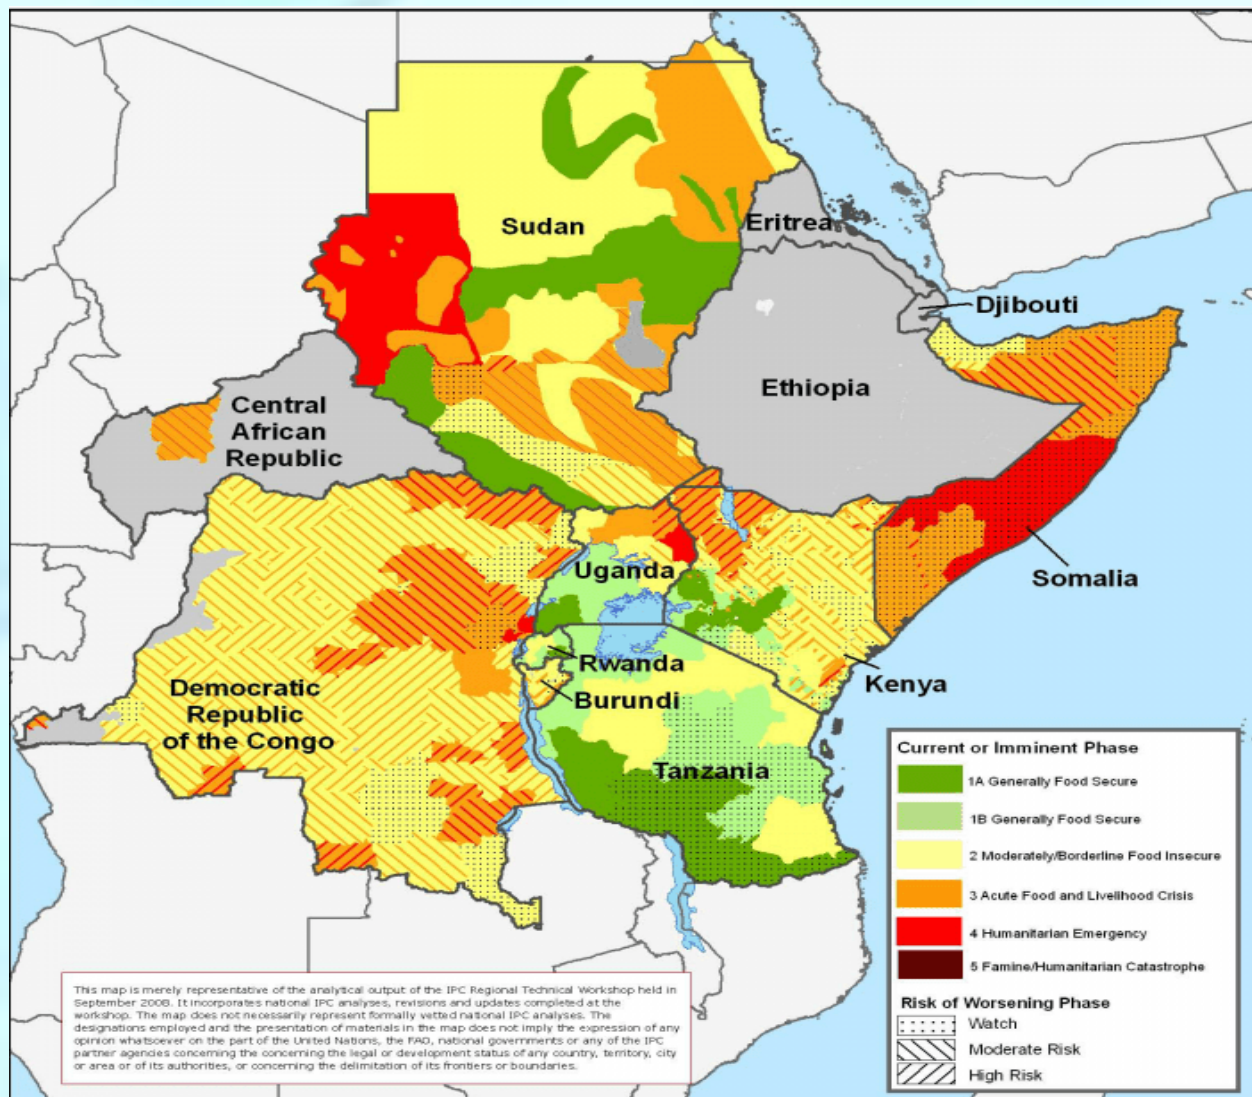 Sudan
Eritrea
Djibouti
Ethiopia
Central
African
Republic
Somalia
Uganda
Rwanda
Kenya
Burundi
Democratic
Republic
of the Congo
Tanzania
Current or Imminent Phase
1A Generally Food Secure
1B Generally Food Secure
2 Moderately/Borderline Food Insecure
3 Acute Food and Livelihood Crisis
4 Humanitarian Emergency
5 Famine/Humanitarian Catastrophe
Risk of Worsening Phase
Watch
Moderate Risk
High Risk
This map is merely representative of the analytical output of the IPC Regional Technical Workshop held in
September 2008. It incorporates national IPC analyses, revisions and updates completed at the
workshop. The map does not necessarily represent formally vetted national IPC analyses. The
designations employed and the presentation of materials in the map does not imply the expression of any
opinion whatsoever on the part of the United Nations, the FAO, national governments or any of the IPC
partner agencies concerning the concerning the legal or development status of any country, territory, city
or area or of its authorities, or concerning the delimitation of its frontiers or boundaries.